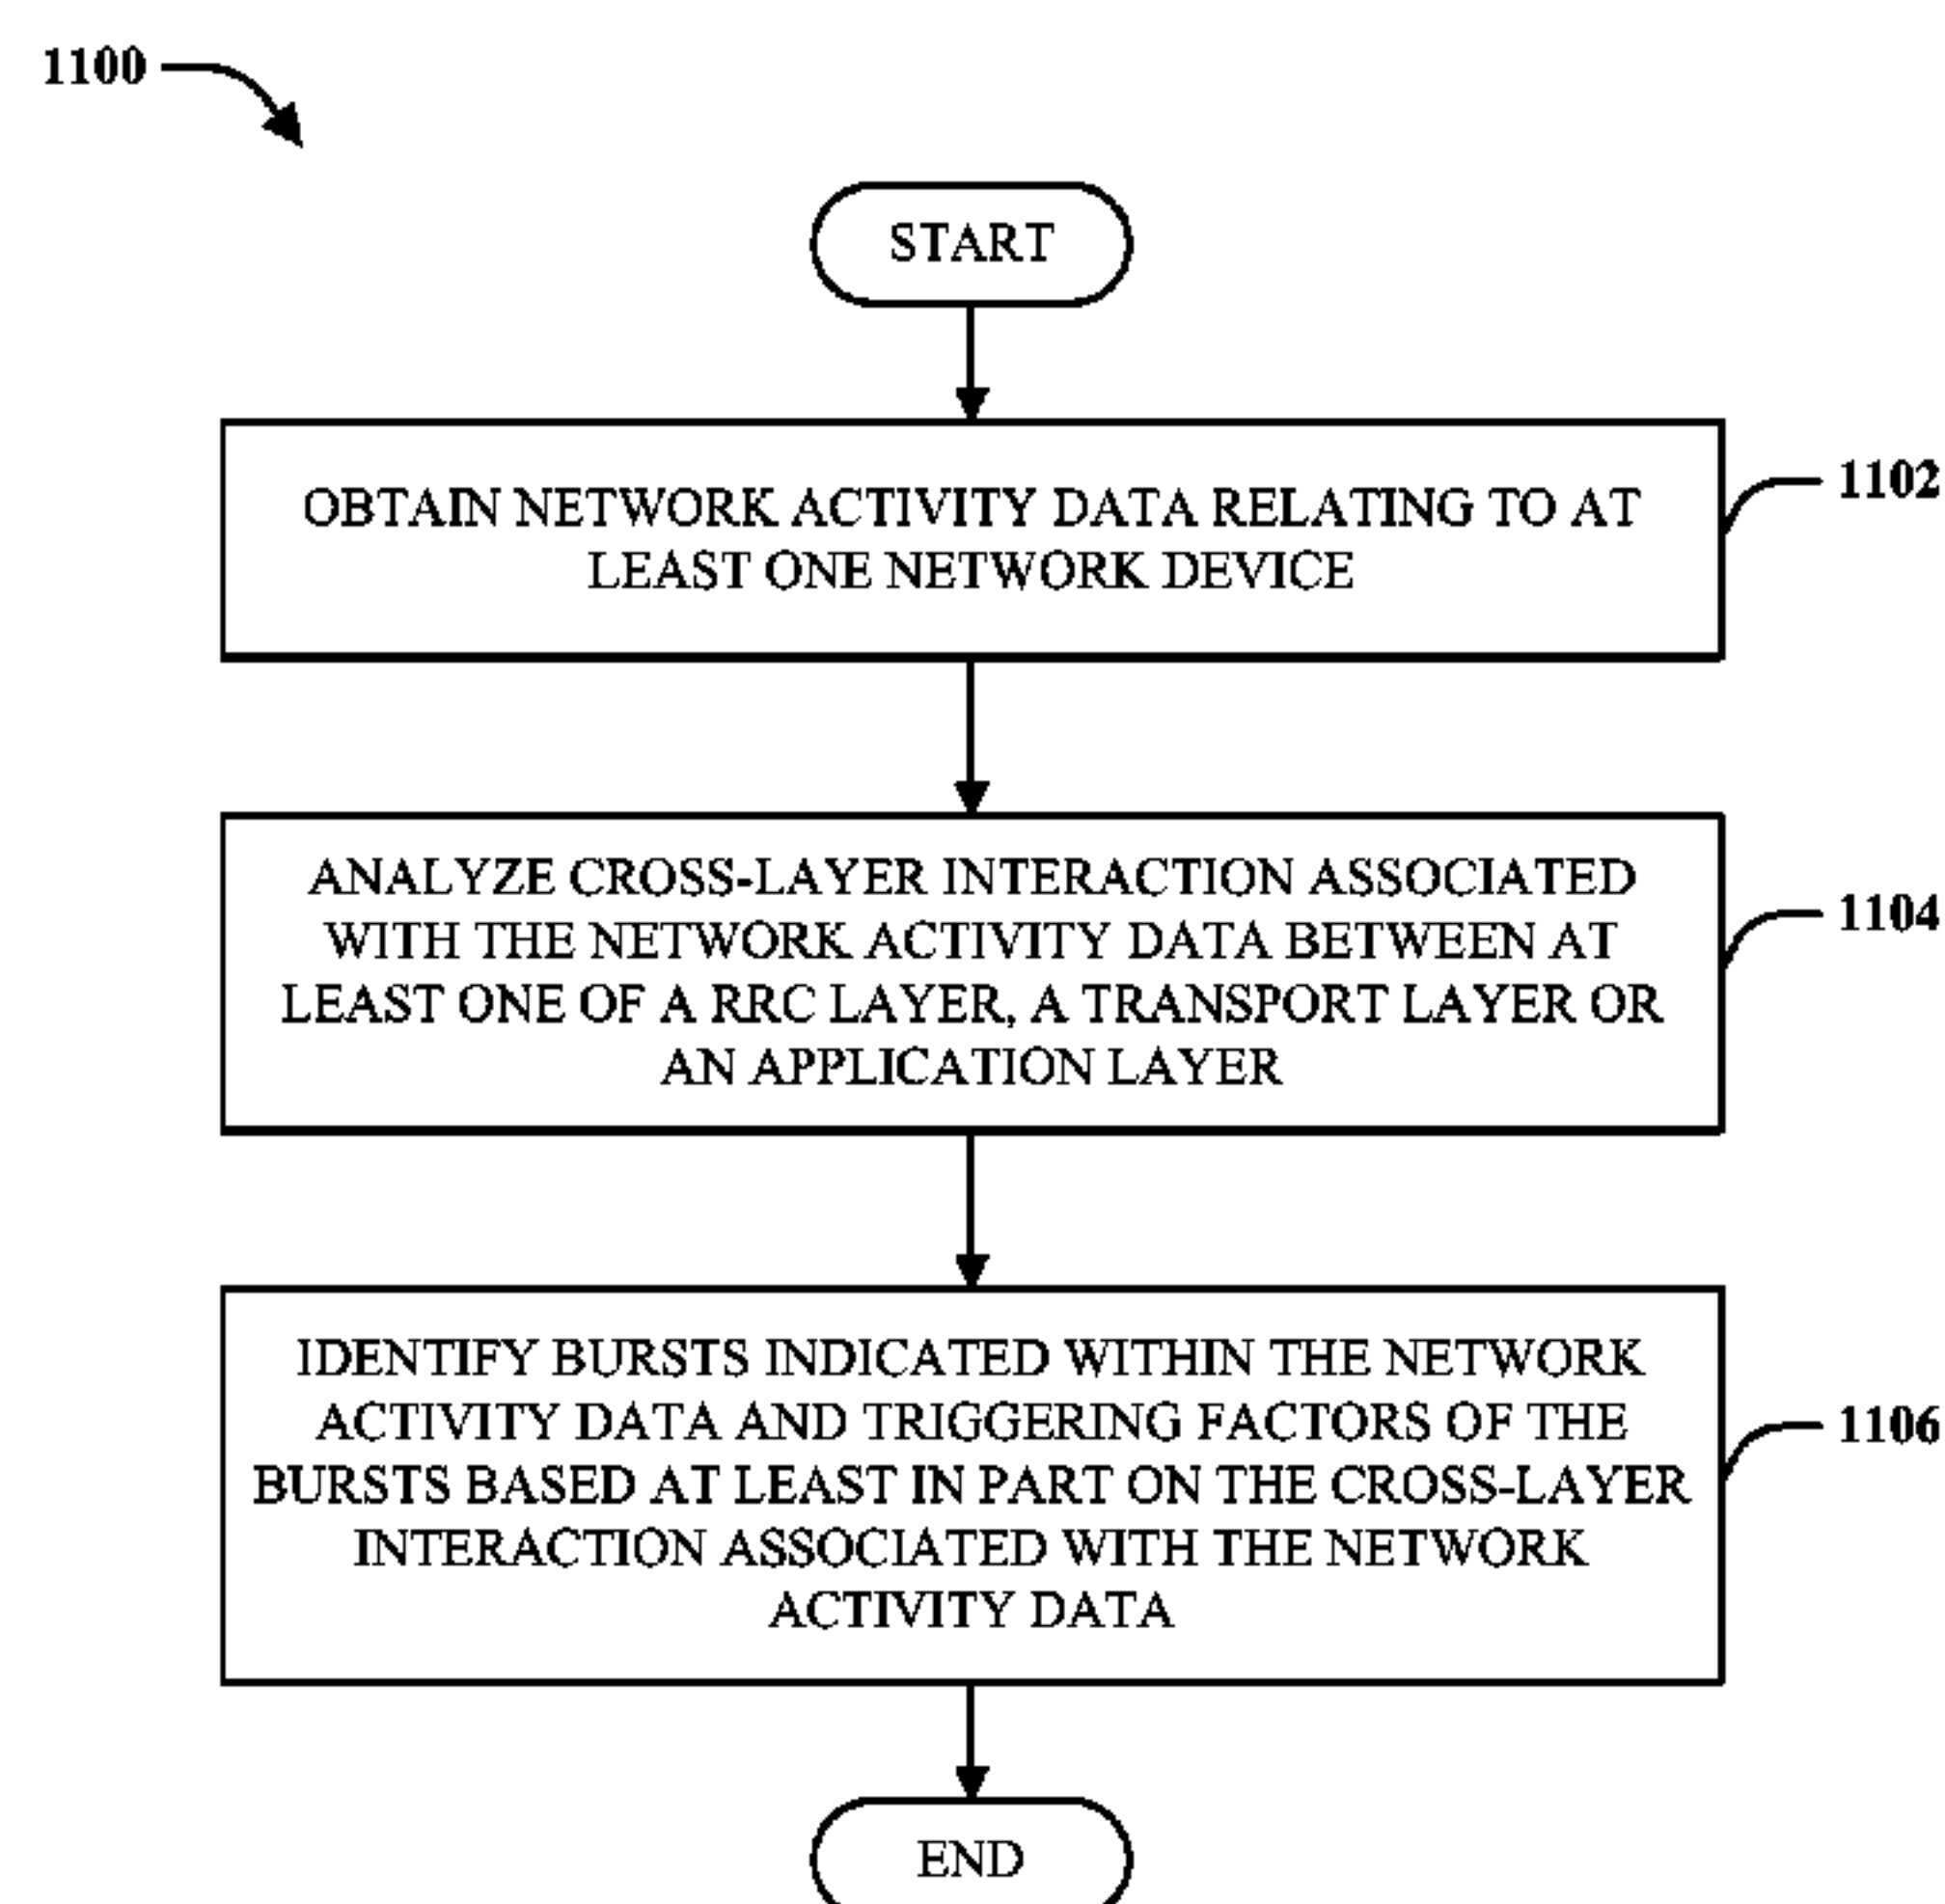 1100
START
OBTAIN NETWORK ACTIVITY DATA RELATING TO AT
LEAST ONE NETWORK DEVICE
1102
ANALYZE CROSS-LAYER INTERACTION ASSOCIATED
WITH THE NETWORK ACTIVITY DATA BETWEEN AT
LEAST ONE OF A RRC LAYER, A TRANSPORT LAYER OR
AN APPLICATION LAYER
1104
IDENTIFY BURSTS INDICATED WITHIN THE NETWORK
ACTIVITY DATA AND TRIGGERING FACTORS OF THE
BURSTS BASED AT LEAST IN PART ON THE CROSS-LAYER
INTERACTION ASSOCIATED WITH THE NETWORK
ACTIVITY DATA
1106
END